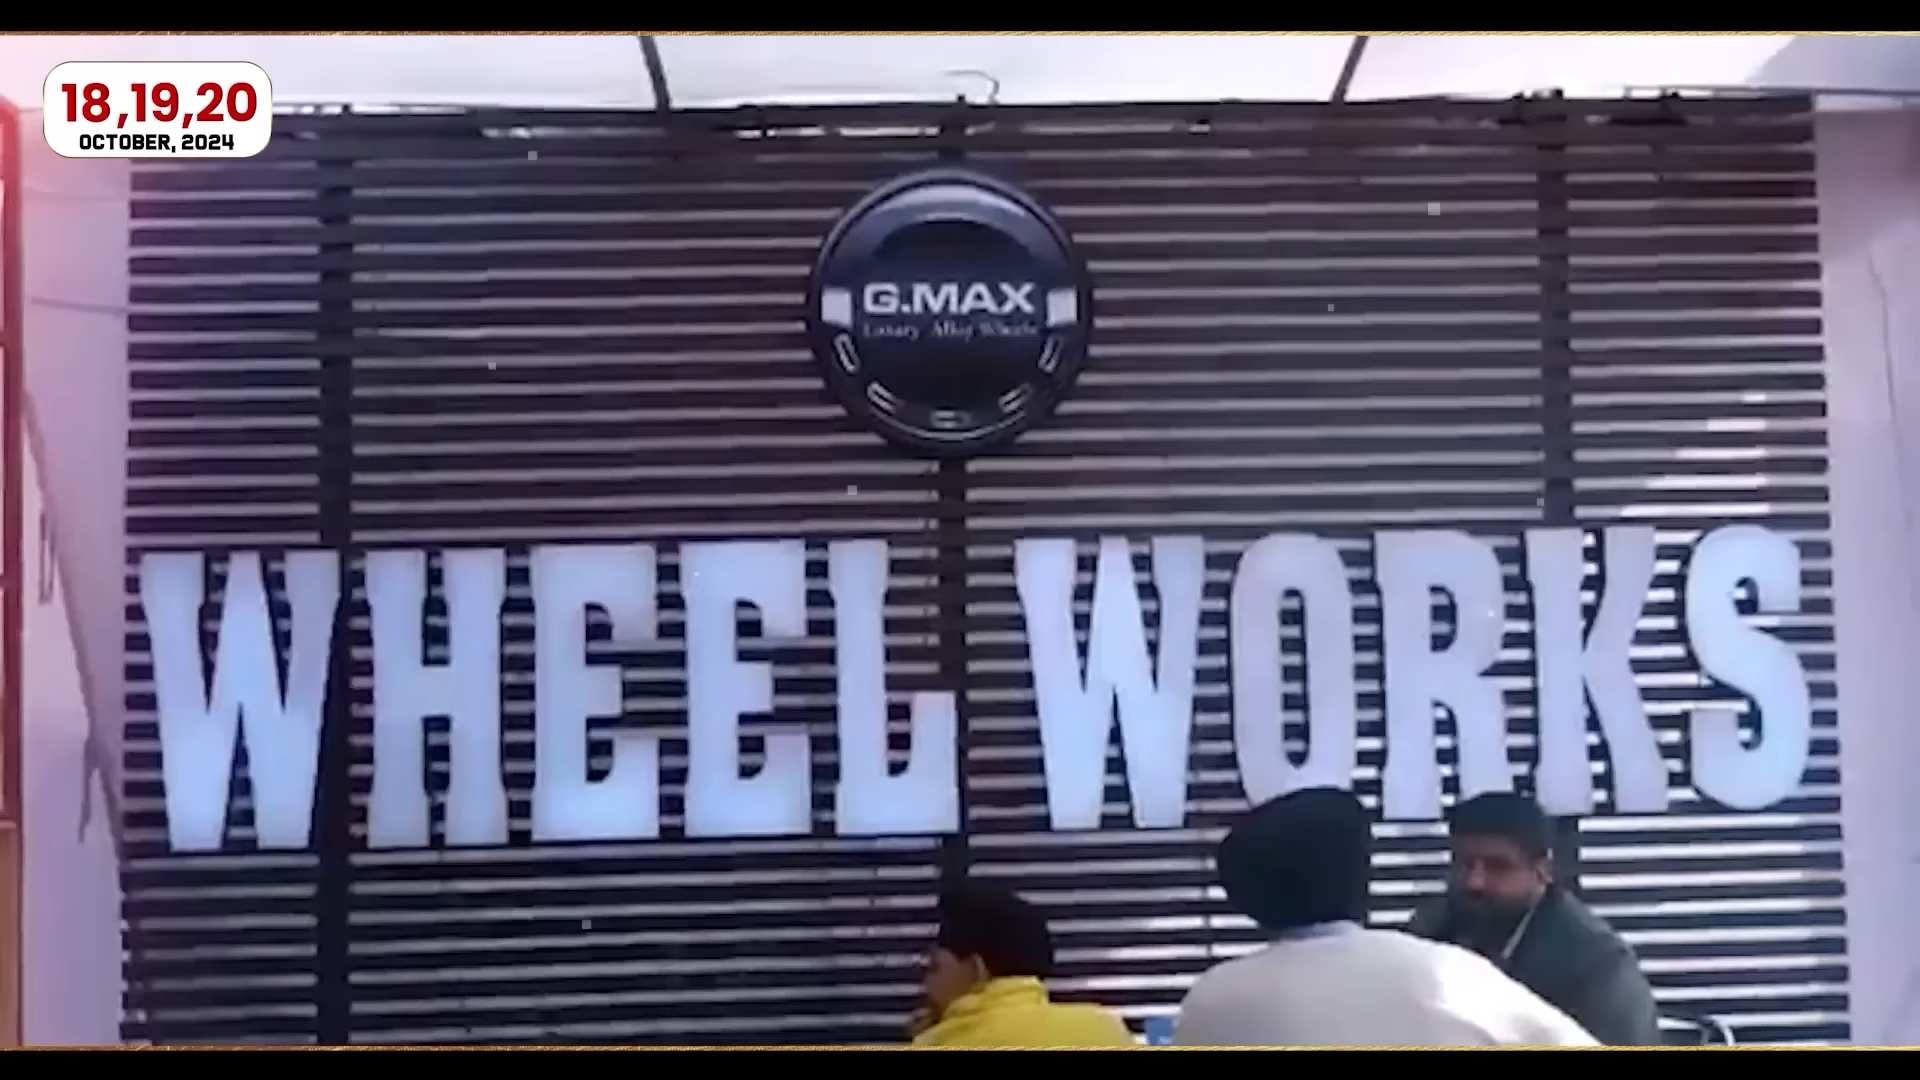 18,19,20
OCTOBER, 2024
G.MAX
Luxury Alloy Wheels
WHEEL WORKS